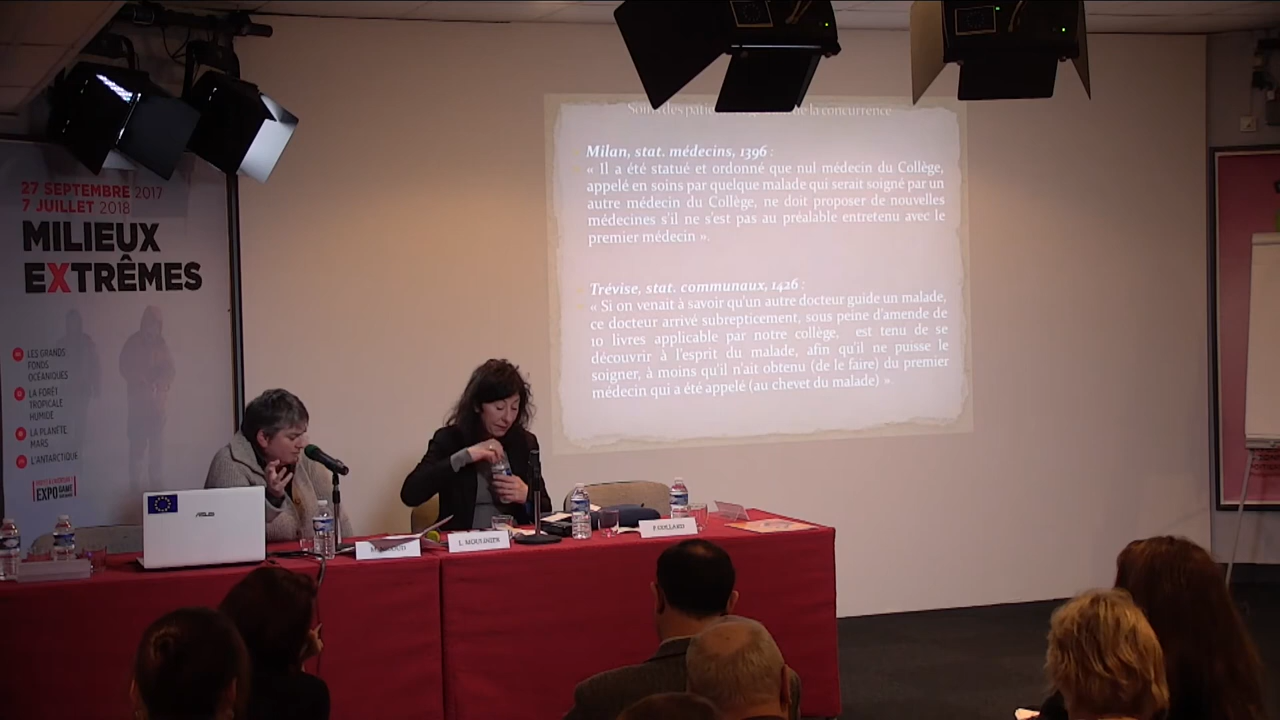 27 SEPTEMBRE 2017
7 JUILLET 2018
MILIEUX
EXTRÊMES
LES GRANDS
FONDS
OCÉANIQUES
LA FORÊT
TROPICALE
HUMIDE
LA PLANÈTE
MARS
L'ANTARCTIQUE
EXPO GAME
ASUS
L. MOULINIER
P. COLLARD
de la concurrence
Milan, stat. médecins, 1396 :
« Il a été statué et ordonné que nul médecin du Collège,
appelé en soins par quelque malade qui serait soigné par un
autre médecin du Collège, ne doit proposer de nouvelles
médecines s'il ne s'est pas au préalable entretenu avec le
premier médecin ».
Trévise, stat. communaux, 1426 :
« Si on venait à savoir qu'un autre docteur guide un malade,
ce docteur arrivé subrepticement, sous peine d'amende de
10 livres applicable par notre collège, est tenu de se
découvrir à l'esprit du malade, afin qu'il ne puisse le
soigner, à moins qu'il n'ait obtenu (de le faire) du premier
médecin qui a été appelé (au chevet du malade) ».